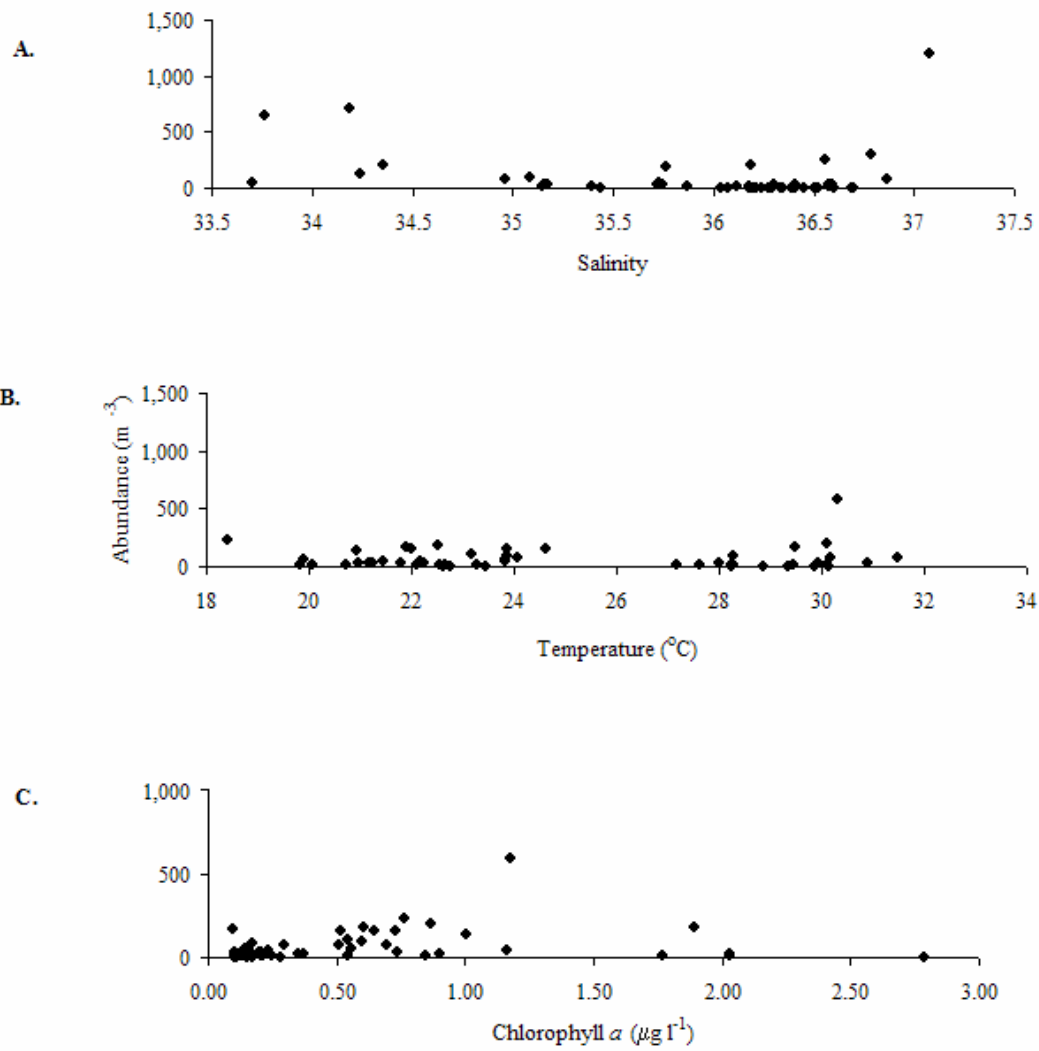 A.
1,500
1,000
500
0
33.5 34 34.5 35 35.5 36 36.5 37 37.5
Salinity
B.
Abundance (m -3)
1,500
1,000
500
0
18 20 22 24 26 28 30 32 34
Temperature (°C)
C.
1,000
500
0
0.00 0.50 1.00 1.50 2.00 2.50 3.00
Chlorophyll a (µg l-1)